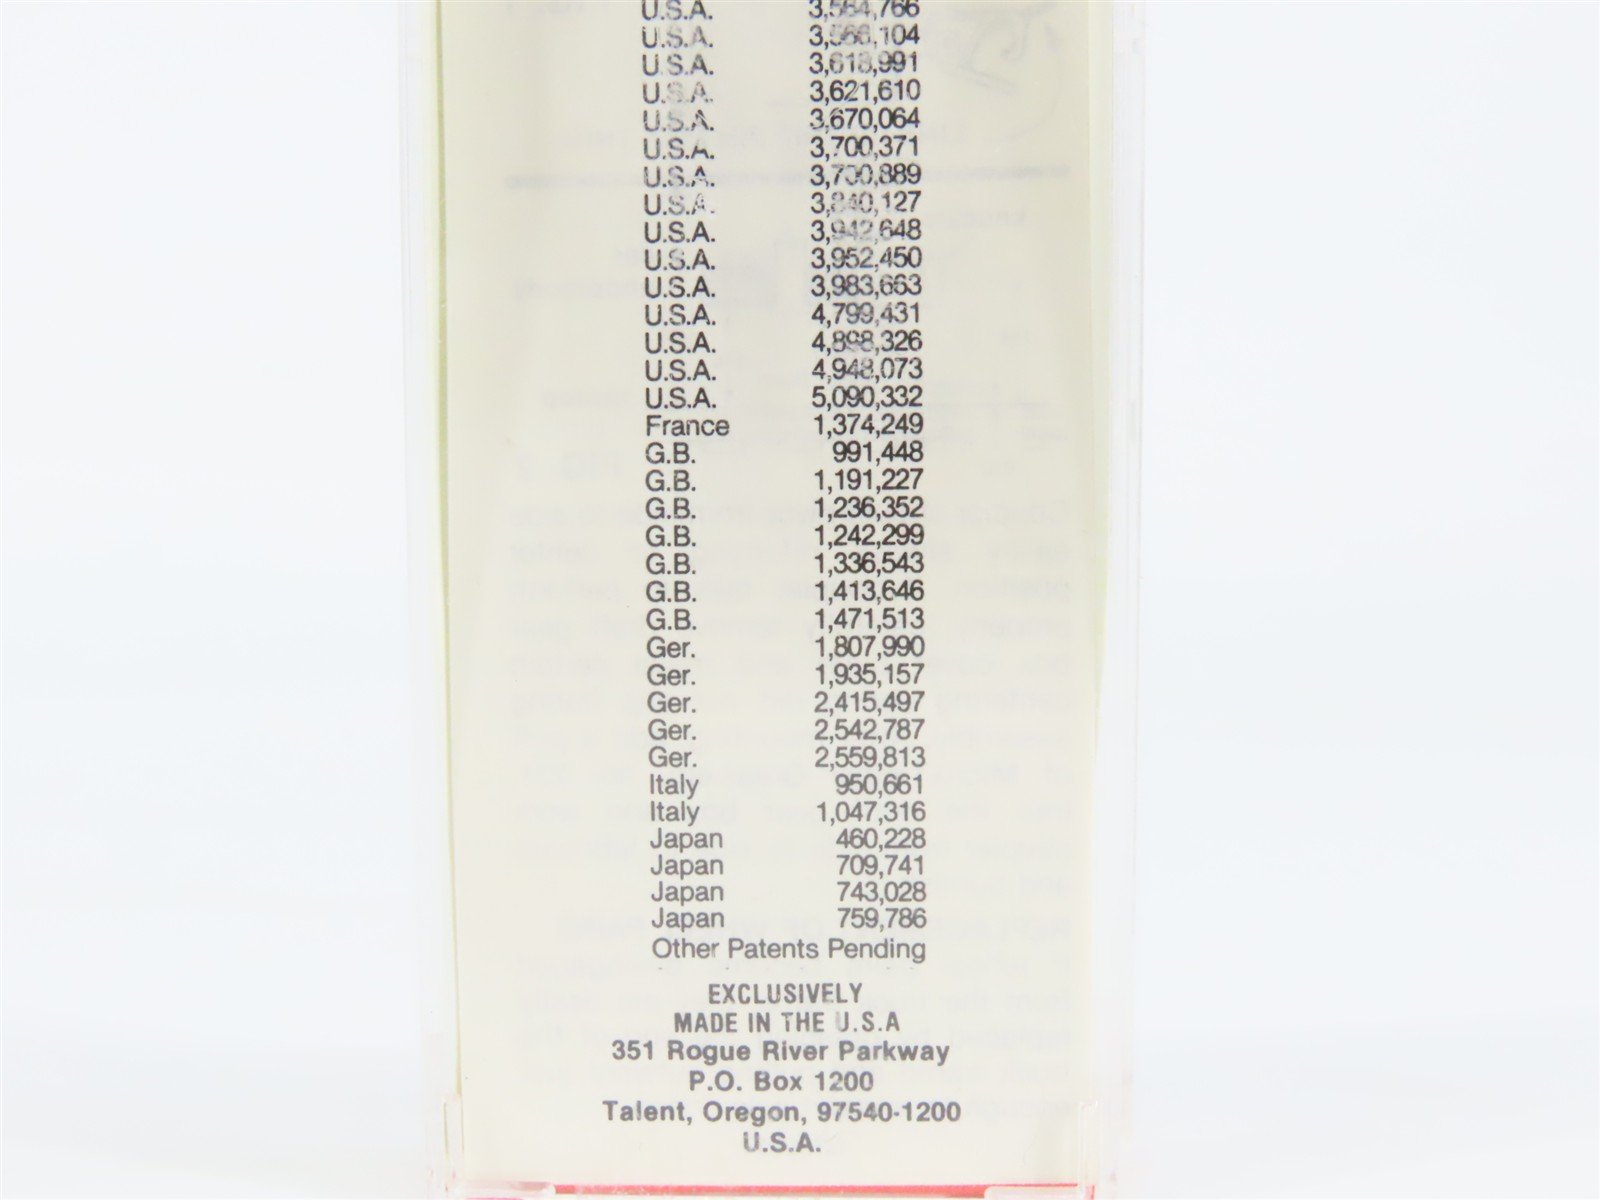 U.S.A. 3,564,766
U.S.A. 3,566,104
U.S.A. 3,618,991
U.S.A. 3,621,610
U.S.A. 3,670,064
U.S.A. 3,700,371
U.S.A. 3,700,889
U.S.A. 3,840,127
U.S.A. 3,942,648
U.S.A. 3,952,450
U.S.A. 3,983,663
U.S.A. 4,799,431
U.S.A. 4,898,326
U.S.A. 4,948,073
U.S.A. 5,090,332
France 1,374,249
G.B. 991,448
G.B. 1,191,227
G.B. 1,236,352
G.B. 1,242,299
G.B. 1,336,543
G.B. 1,413,646
G.B. 1,471,513
Ger. 1,807,990
Ger. 1,935,157
Ger. 2,415,497
Ger. 2,542,787
Ger. 2,559,813
Italy 950,661
Italy 1,047,316
Japan 460,228
Japan 709,741
Japan 743,028
Japan 759,786
Other Patents Pending
EXCLUSIVELY
MADE IN THE U.S.A
351 Rogue River Parkway
P.O. Box 1200
Talent, Oregon, 97540-1200
U.S.A.